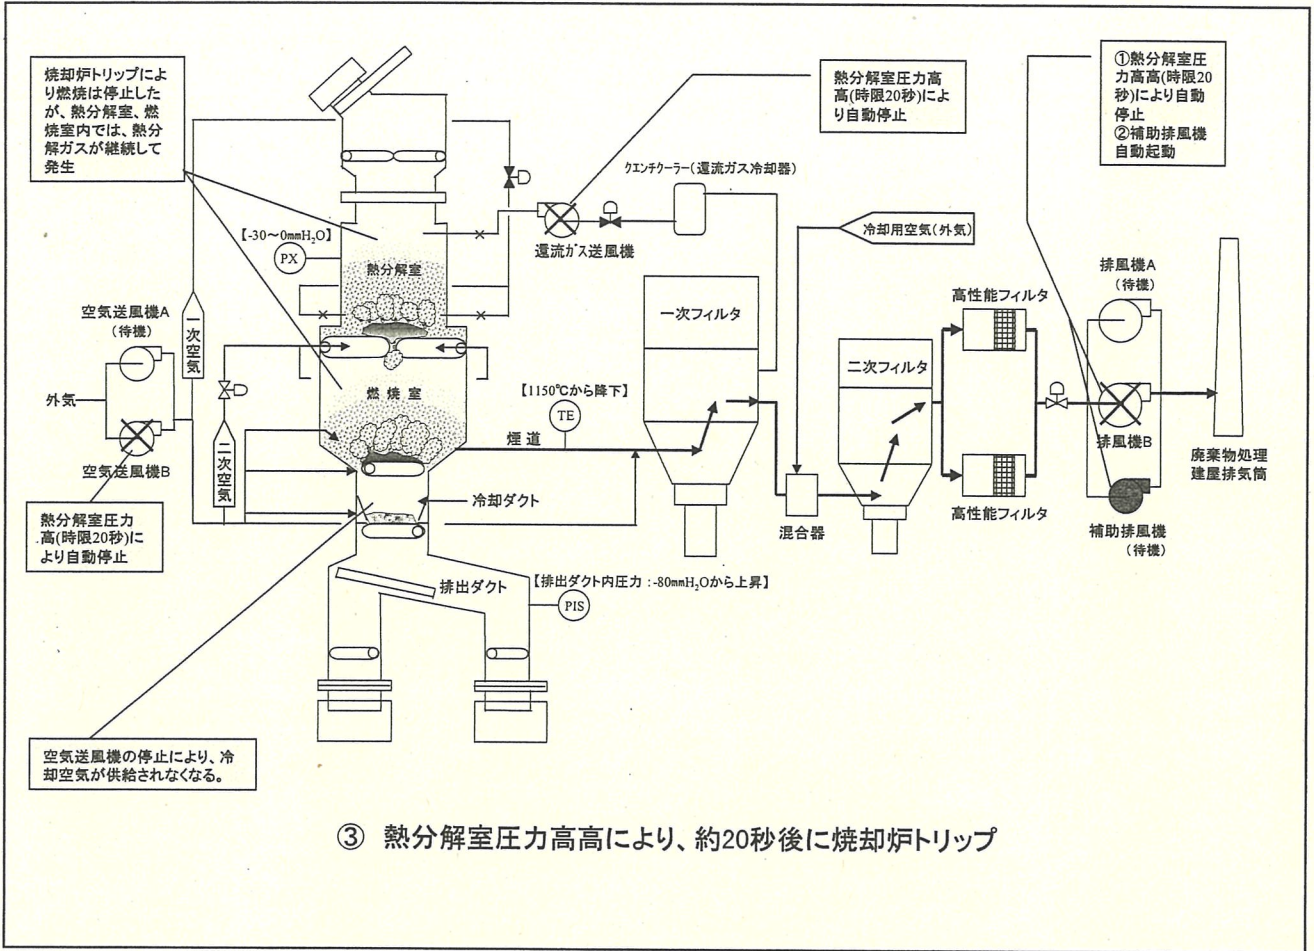 焼却炉トリップによ
り燃焼は停止した
が、熱分解室、燃
焼室内では、熱分
解ガスが継続して
発生
熱分解室圧力高
高(時限20秒)によ
り自動停止
①熱分解室圧
力高高(時限20
秒)により自動
停止
②補助排風機
自動起動
クエンチクーラー(還流ガス冷却器)
【-30～0mmH₂O】
PX
熱分解室
還流ガス送風機
冷却用空気(外気)
空気送風機A
(待機)
一次空気
外気
空気送風機B
二次空気
燃焼室
【1150℃から降下】
TE
煙道
一次フィルタ
二次フィルタ
高性能フィルタ
高性能フィルタ
排風機A
(待機)
排風機B
補助排風機
(待機)
廃棄物処理
建屋排気筒
熱分解室圧力
高(時限20秒)に
より自動停止
冷却ダクト
混合器
排出ダクト
【排出ダクト内圧力：-80mmH₂Oから上昇】
PIS
空気送風機の停止により、冷
却空気が供給されなくなる。
③ 熱分解室圧力高高により、約20秒後に焼却炉トリップ